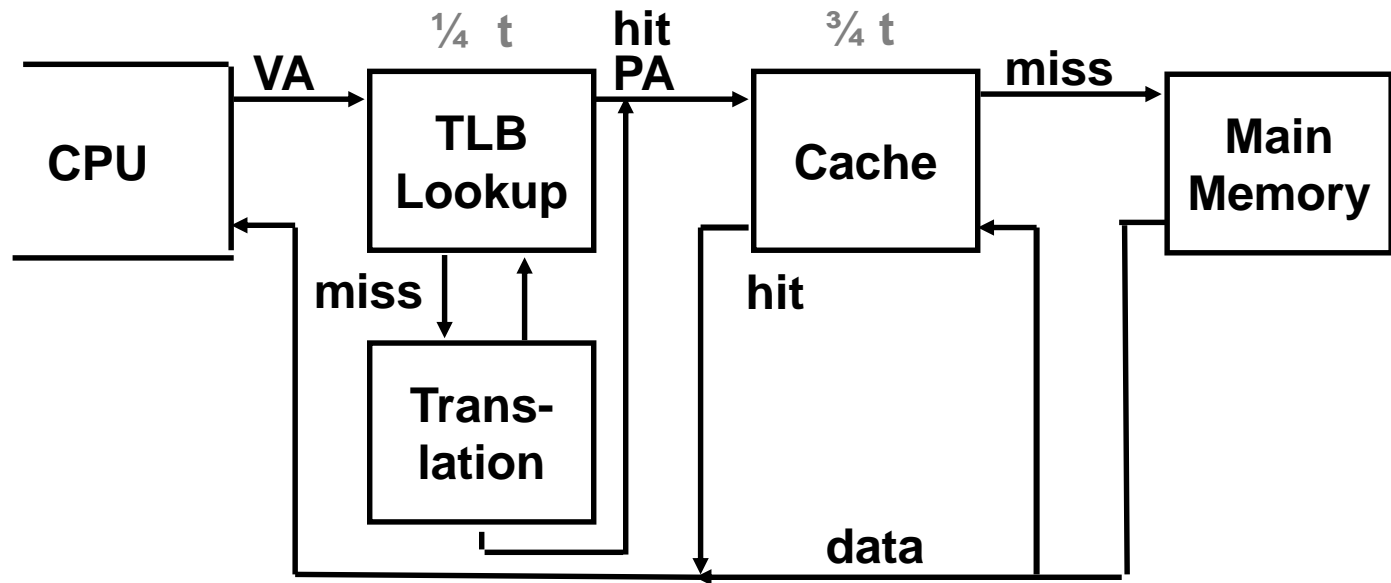 ¼ t
hit
¾ t
VA
PA
miss
CPU
TLB
Lookup
Cache
Main
Memory
miss
hit
Trans-
lation
data